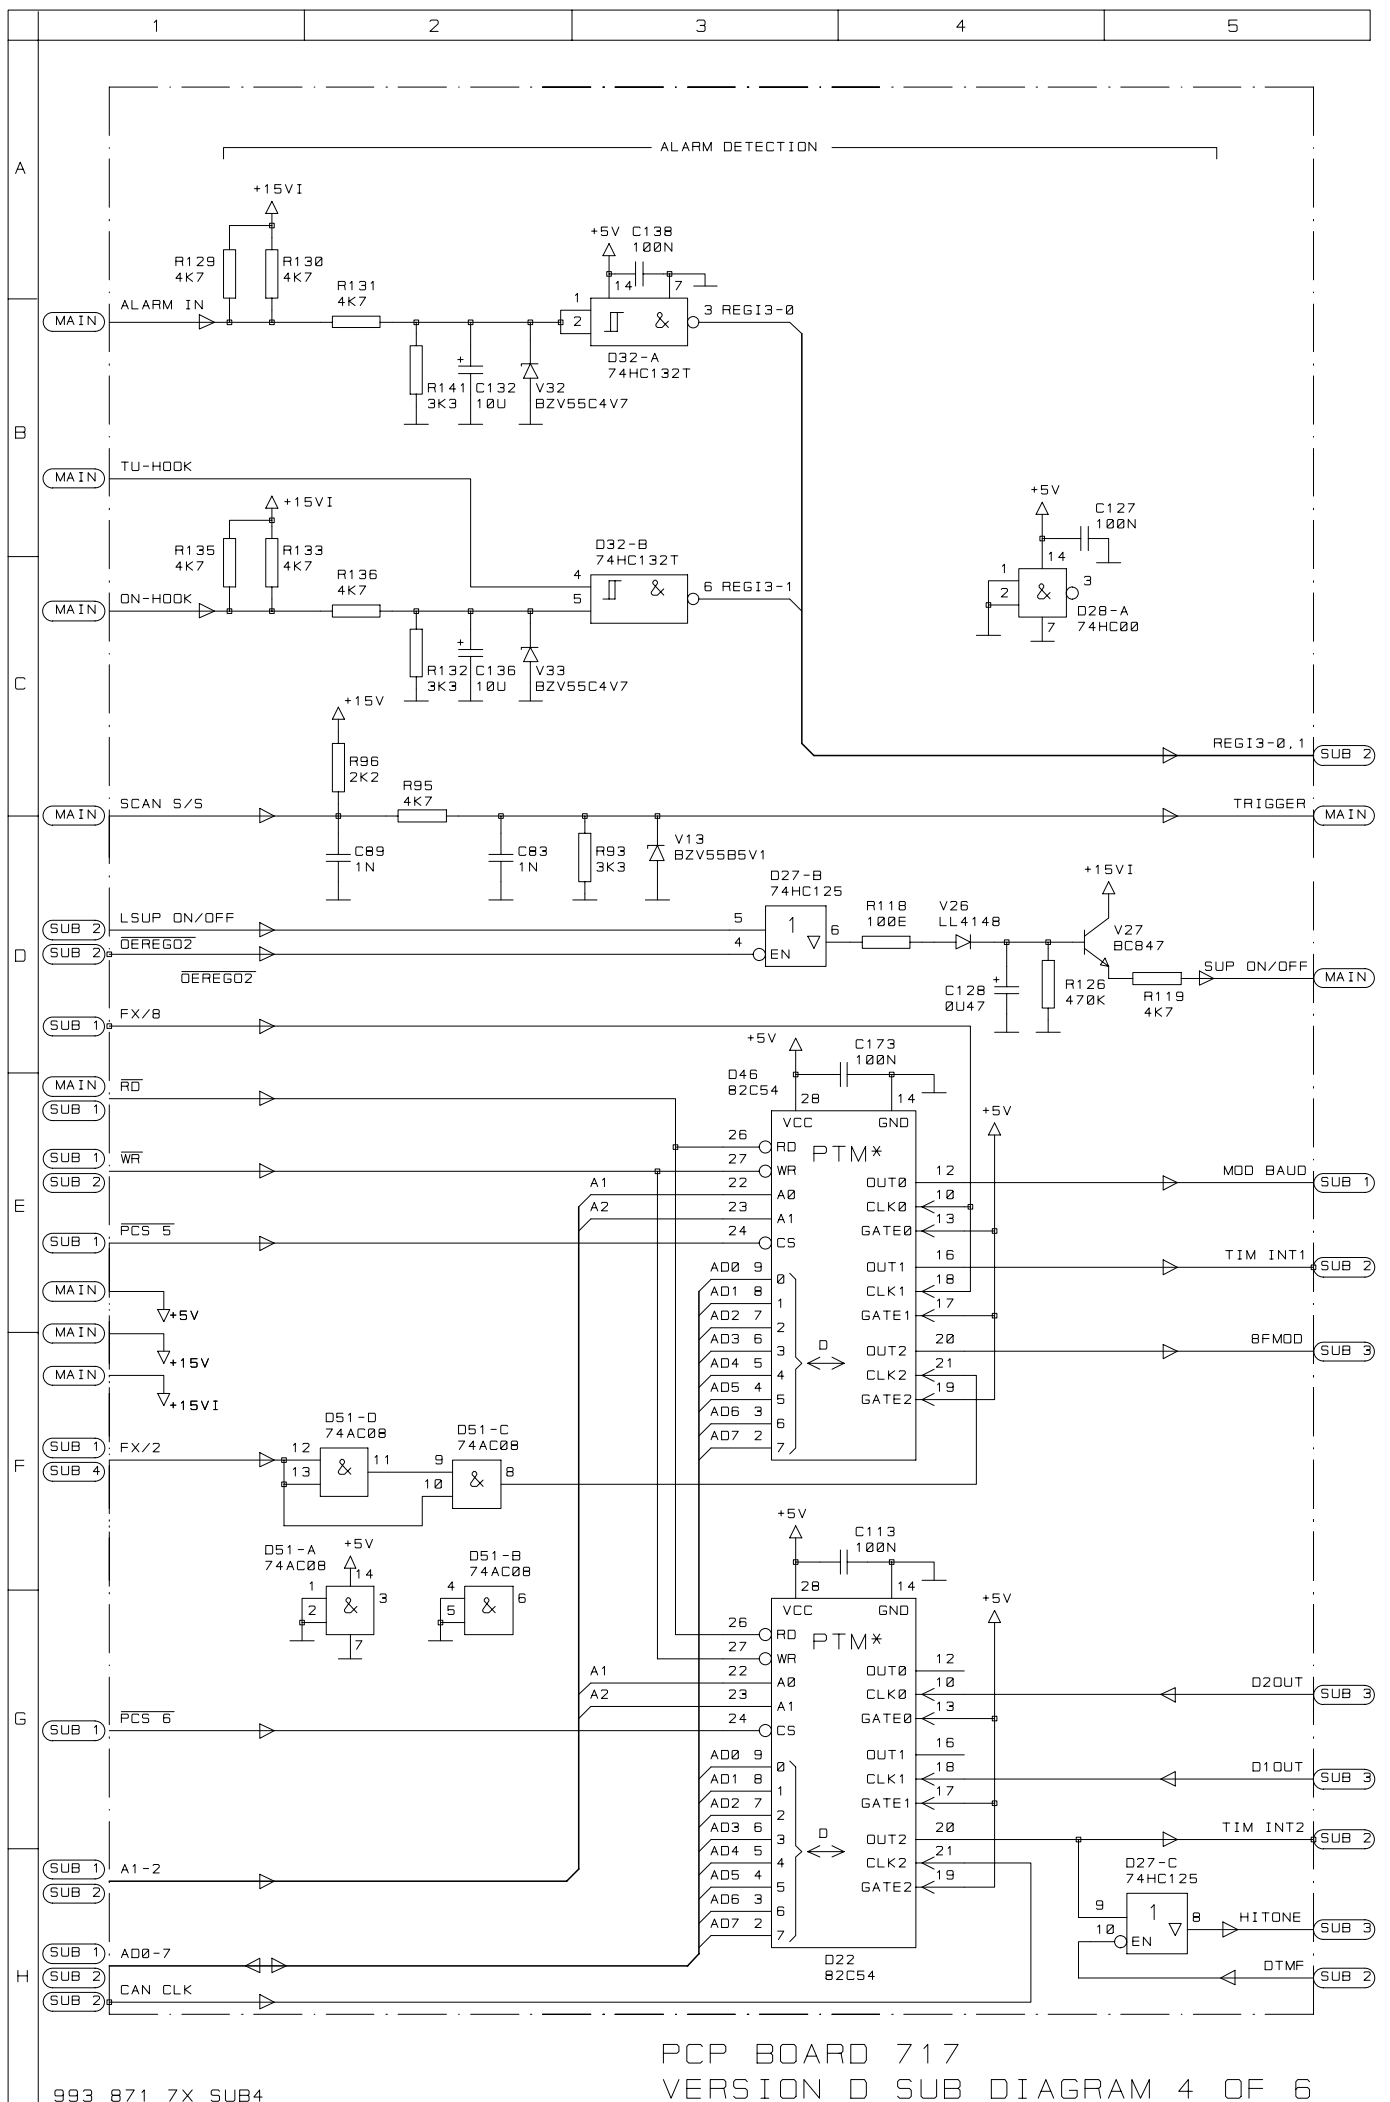 1 2 3 4 5
A
ALARM DETECTION
+15VI
+5V C138
100N
R129
4K7
R130
4K7
R131
4K7
14 7
ALARM IN
MAIN
1
2
&
3 REGI3-0
D32-A
74HC132T
R141
3K3
C132
10U
+
V32
BZV55C4V7
B
MAIN
TU-HOOK
+15VI
+5V
C127
100N
R135
4K7
R133
4K7
R136
4K7
D32-B
74HC132T
4
5
&
6 REGI3-1
14
1
2
&
3
D28-A
74HC00
7
MAIN
ON-HOOK
R132
3K3
C136
10U
+
V33
BZV55C4V7
C
+15V
R96
2K2
REGI3-0,1
SUB 2
R95
4K7
MAIN
SCAN S/S
TRIGGER
MAIN
C89
1N
C83
1N
R93
3K3
V13
BZV55B5V1
D27-B
74HC125
+15VI
R118
100E
V26
LL4148
SUB 2
LSUP ON/OFF
5
1
6
V27
BC847
SUB 2
OEREGO2
4
EN
D
OEREGO2
SUP ON/OFF
MAIN
C128
0U47
+
R126
470K
R119
4K7
SUB 1
FX/8
+5V
C173
100N
D46
82C54
MAIN
RD
SUB 1
28
14
+5V
VCC
GND
26
RD
PTM*
SUB 1
WR
27
WR
SUB 2
A1
22
A0
OUT0
12
MOD BAUD
SUB 1
E
A2
23
A1
CLK0
10
GATE0
13
SUB 1
PCS 5
24
CS
OUT1
16
TIM INT1
SUB 2
AD0 9
0
CLK1
18
MAIN
+5V
AD1 8
1
GATE1
17
AD2 7
2
MAIN
+15V
AD3 6
3
D
OUT2
20
BFMOD
SUB 3
MAIN
+15VI
AD4 5
4
CLK2
21
AD5 4
5
GATE2
19
AD6 3
6
AD7 2
7
D51-D
74AC08
D51-C
74AC08
SUB 1
FX/2
SUB 4
12
13
&
11
9
10
&
8
F
+5V
C113
100N
D51-A
74AC08
+5V
14
D51-B
74AC08
1
2
&
3
7
4
5
&
6
28
14
+5V
VCC
GND
26
RD
PTM*
27
WR
A1
22
A0
OUT0
12
A2
23
A1
CLK0
10
D2OUT
SUB 3
G
GATE0
13
SUB 1
PCS 6
24
CS
OUT1
16
AD0 9
0
CLK1
18
D1OUT
SUB 3
AD1 8
1
GATE1
17
AD2 7
2
AD3 6
3
D
OUT2
20
TIM INT2
SUB 2
AD4 5
4
CLK2
21
AD5 4
5
GATE2
19
AD6 3
6
AD7 2
7
D22
82C54
SUB 1
A1-2
SUB 2
D27-C
74HC125
9
1
8
HITONE
SUB 3
10
EN
SUB 1
AD0-7
SUB 2
DTMF
SUB 2
H
SUB 2
CAN CLK
PCP BOARD 717
VERSION D SUB DIAGRAM 4 OF 6
993 871 7X SUB4